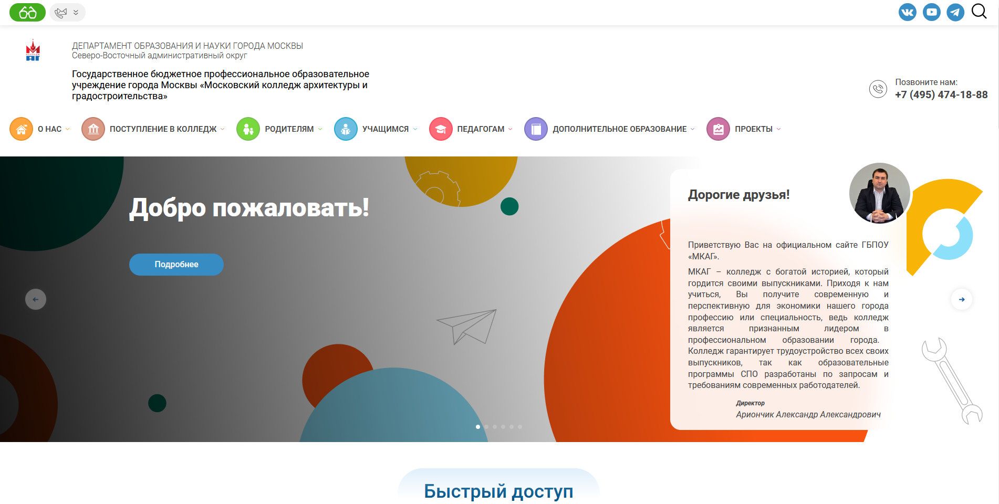 ДЕПАРТАМЕНТ ОБРАЗОВАНИЯ И НАУКИ ГОРОДА МОСКВЫ
Северо-Восточный административный округ
КОЛЛЕДЖ
АГ
Государственное бюджетное профессиональное образовательное
учреждение города Москвы «Московский колледж архитектуры и
градостроительства»
Позвоните нам:
+7 (495) 474-18-88
О НАС
ПОСТУПЛЕНИЕ В КОЛЛЕДЖ
РОДИТЕЛЯМ
УЧАЩИМСЯ
ПЕДАГОГАМ
ДОПОЛНИТЕЛЬНОЕ ОБРАЗОВАНИЕ
ПРОЕКТЫ
Добро пожаловать!
Подробнее
Дорогие друзья!
Приветствую Вас на официальном сайте ГБПОУ
«МКАГ».
МКАГ – колледж с богатой историей, который
гордится своими выпускниками. Приходя к нам
учиться, Вы получите современную и
перспективную для экономики нашего города
профессию или специальность, ведь колледж
является признанным лидером в
профессиональном образовании города.
Колледж гарантирует трудоустройство всех своих
выпускников, так как образовательные
программы СПО разработаны по запросам и
требованиям современных работодателей.
Директор
Ариончик Александр Александрович
Быстрый доступ